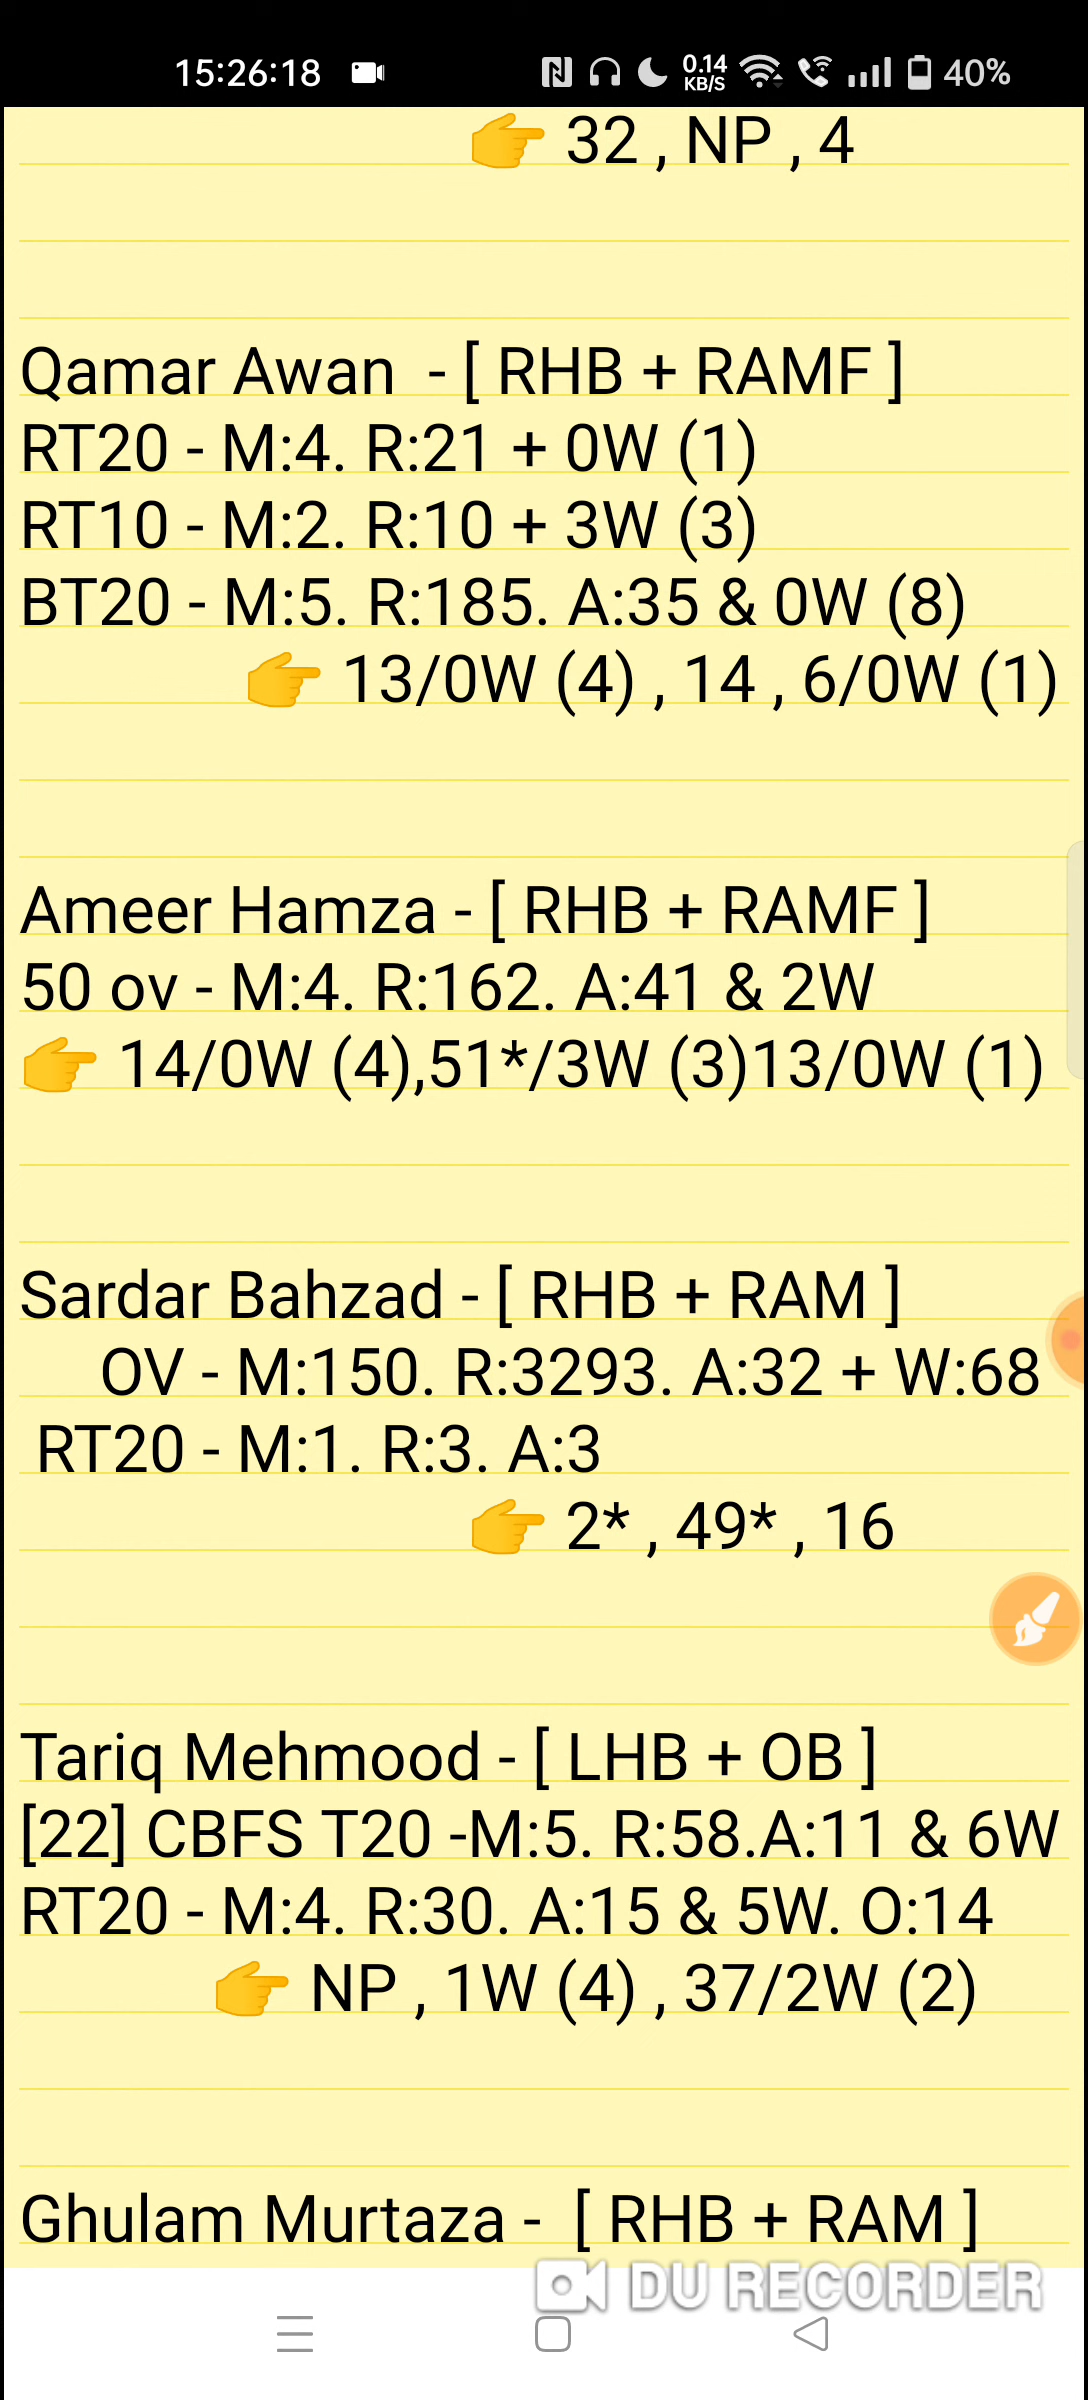 15:26:18 0.14 KB/S 40%
👉 32 , NP , 4
Qamar Awan - [ RHB + RAMF ]
RT20 - M:4. R:21 + 0W (1)
RT10 - M:2. R:10 + 3W (3)
BT20 - M:5. R:185. A:35 & 0W (8)
👉 13/0W (4) , 14 , 6/0W (1)
Ameer Hamza - [ RHB + RAMF ]
50 ov - M:4. R:162. A:41 & 2W
👉 14/0W (4),51*/3W (3)13/0W (1)
Sardar Bahzad - [ RHB + RAM ]
OV - M:150. R:3293. A:32 + W:68
RT20 - M:1. R:3. A:3
👉 2* , 49* , 16
Tariq Mehmood - [ LHB + OB ]
[22] CBFS T20 -M:5. R:58.A:11 & 6W
RT20 - M:4. R:30. A:15 & 5W. O:14
👉 NP , 1W (4) , 37/2W (2)
Ghulam Murtaza - [ RHB + RAM ]
DU RECORDER